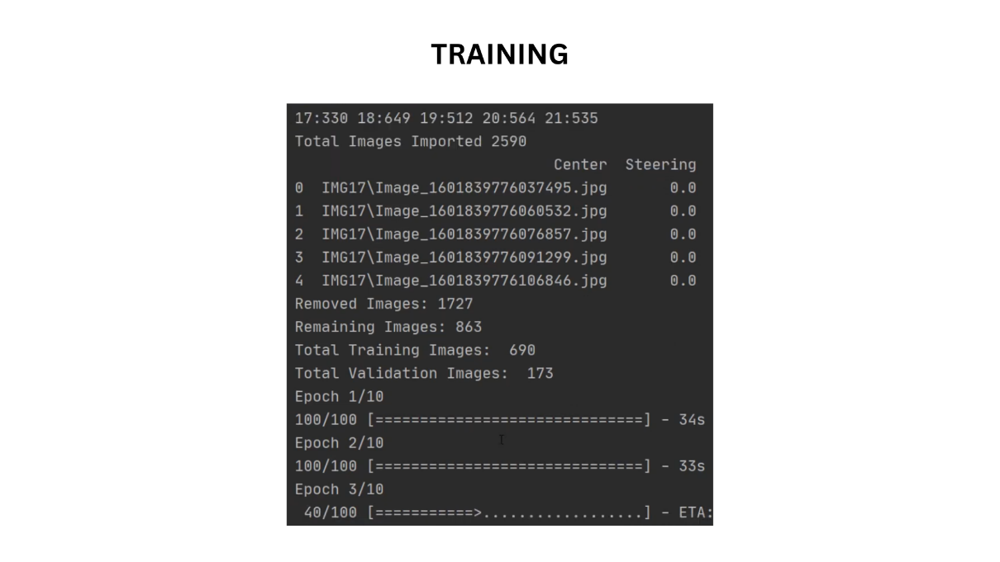 TRAINING
17:330 18:649 19:512 20:564 21:535
Total Images Imported 2590
Center  Steering
0  IMG17\Image_1601839776037495.jpg       0.0
1  IMG17\Image_1601839776060532.jpg       0.0
2  IMG17\Image_1601839776076857.jpg       0.0
3  IMG17\Image_1601839776091299.jpg       0.0
4  IMG17\Image_1601839776106846.jpg       0.0
Removed Images: 1727
Remaining Images: 863
Total Training Images:  690
Total Validation Images:  173
Epoch 1/10
100/100 [==============================] - 34s
Epoch 2/10
100/100 [==============================] - 33s
Epoch 3/10
 40/100 [===========>..................] - ETA: